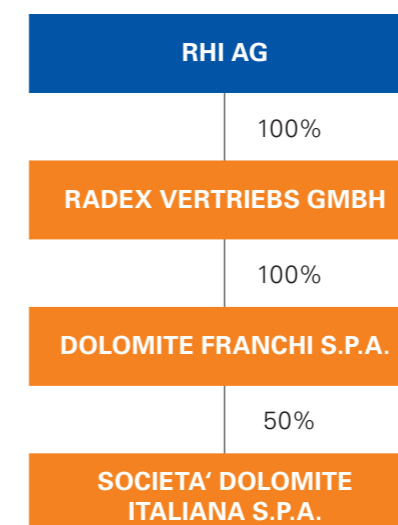 RHI AG
100%
RADEX VERTRIEBS GMBH
100%
DOLOMITE FRANCHI S.P.A.
50%
SOCIETA’ DOLOMITE
ITALIANA S.P.A.